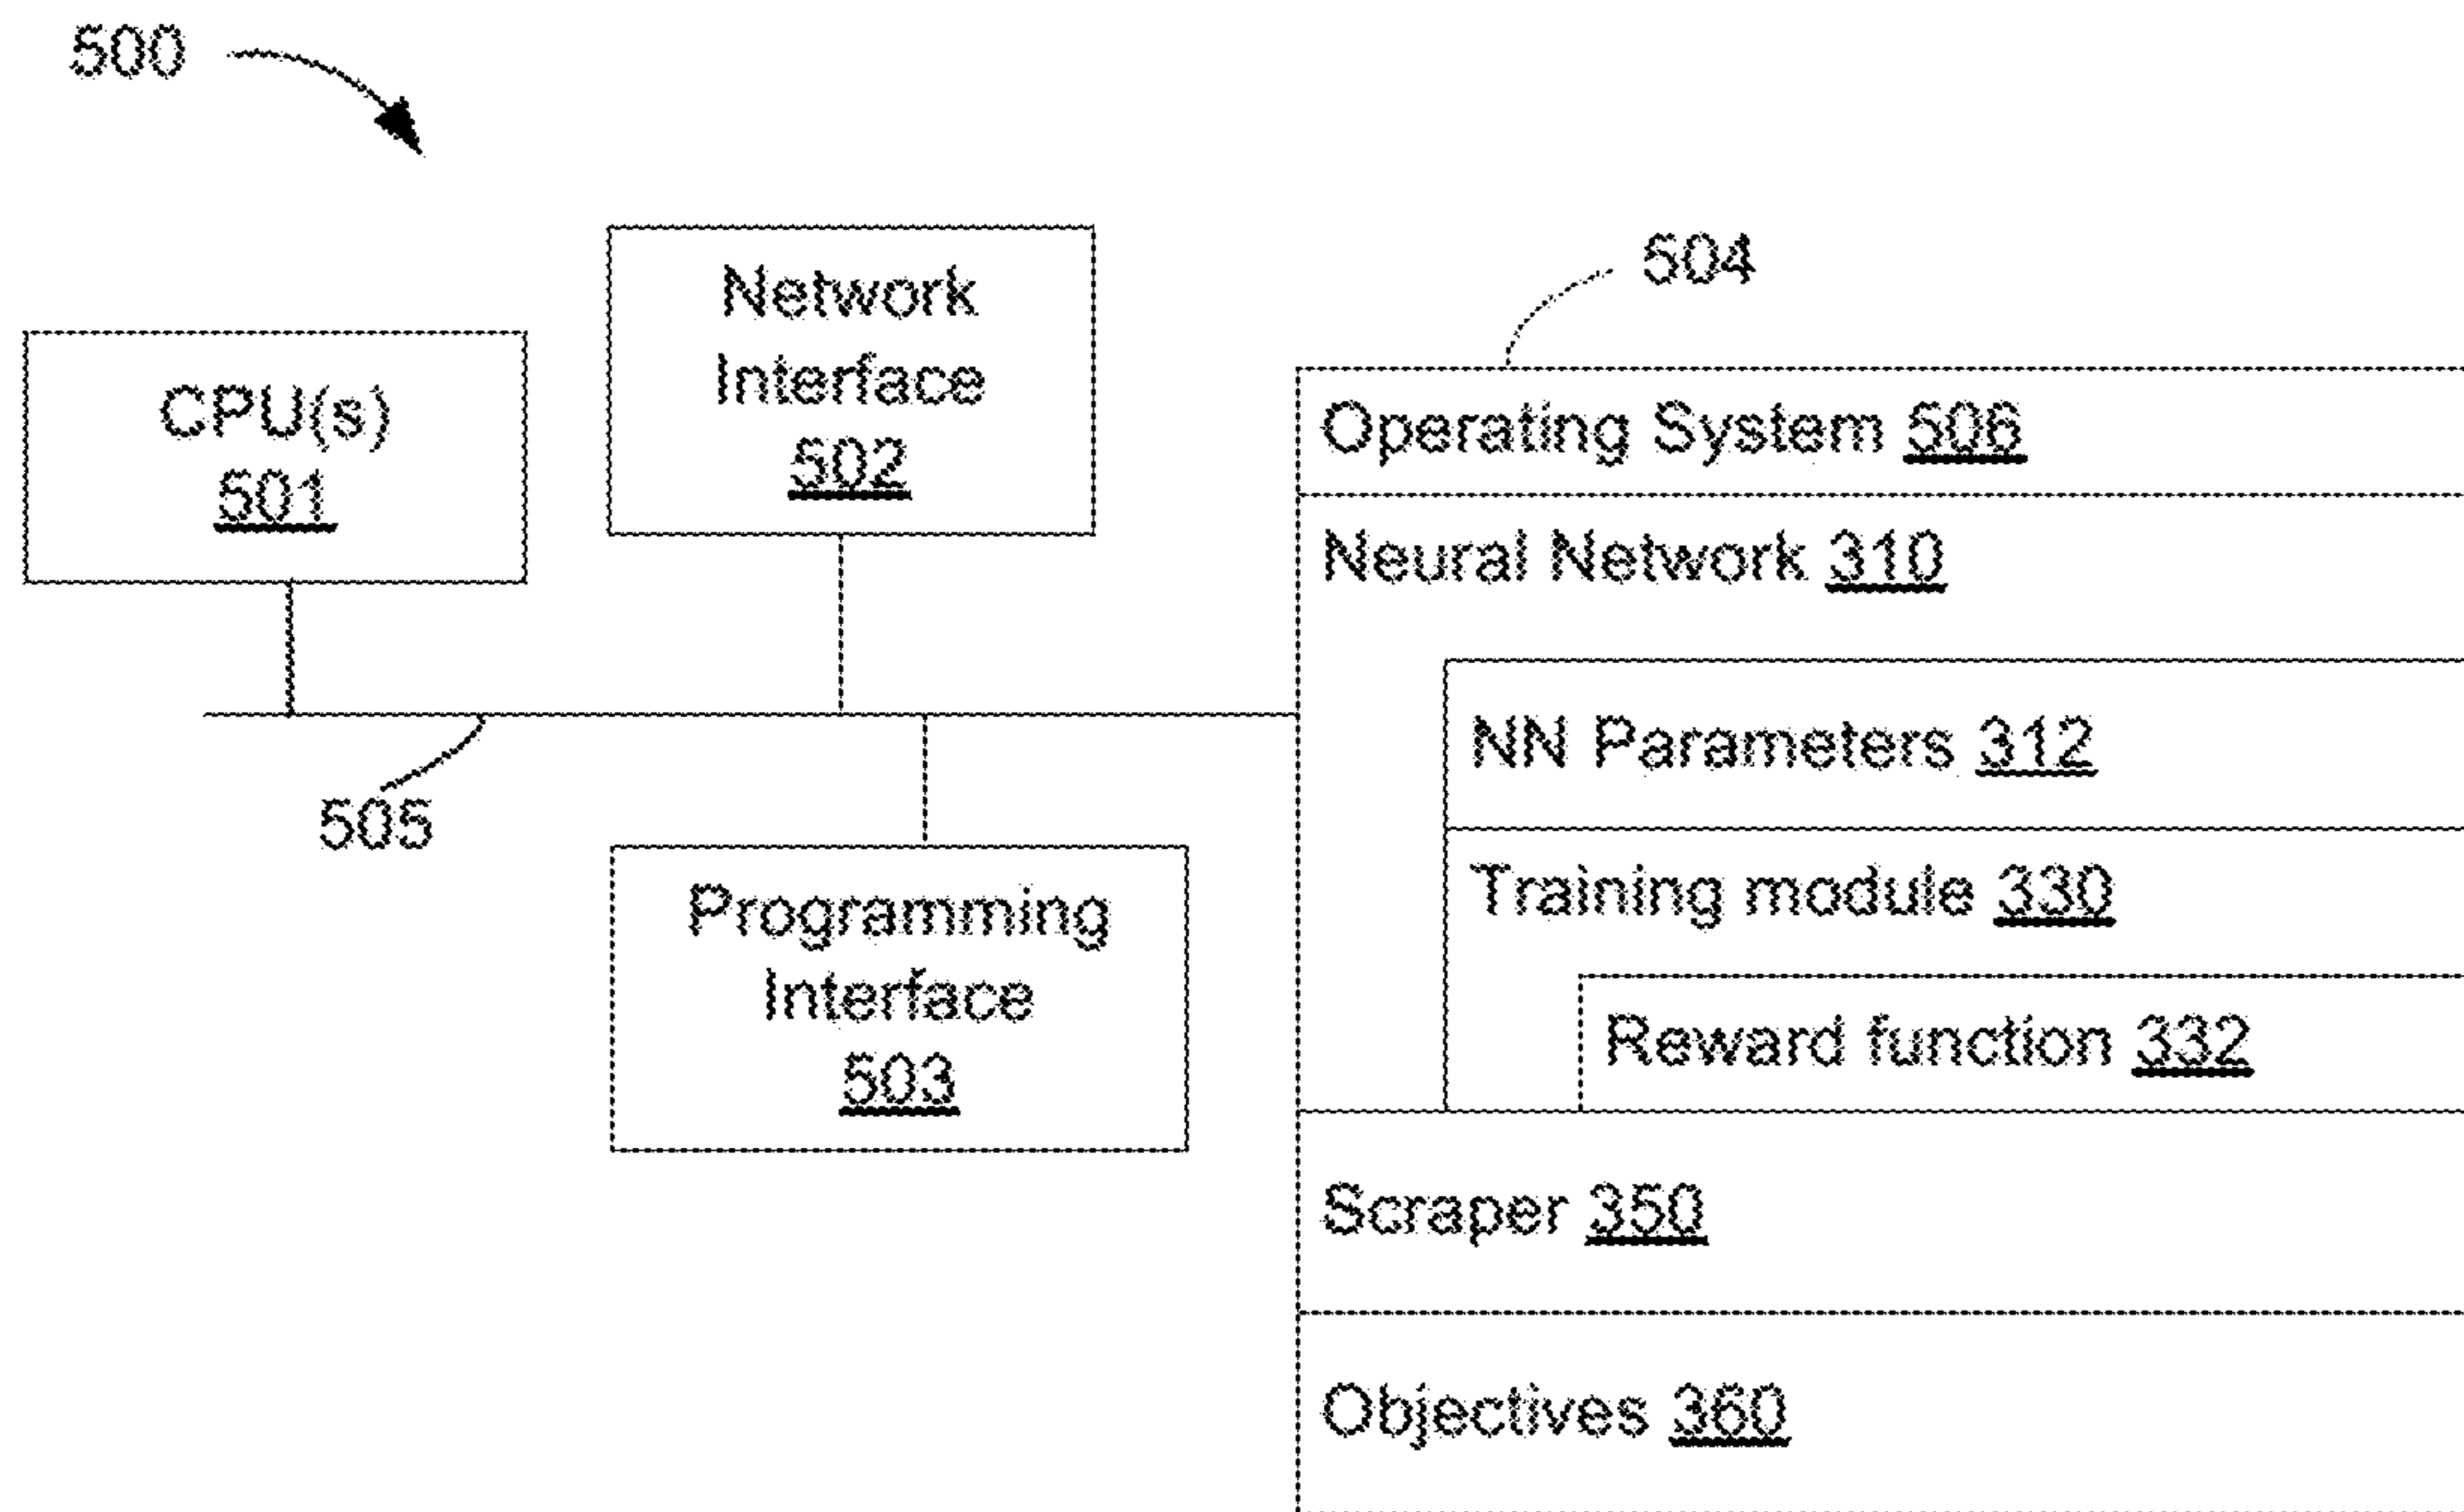 500
CPU(s)
501
Network
Interface
502
505
Programming
Interface
503
504
Operating System 506
Neural Network 310
NN Parameters 312
Training module 330
Reward function 332
Scraper 350
Objectives 360